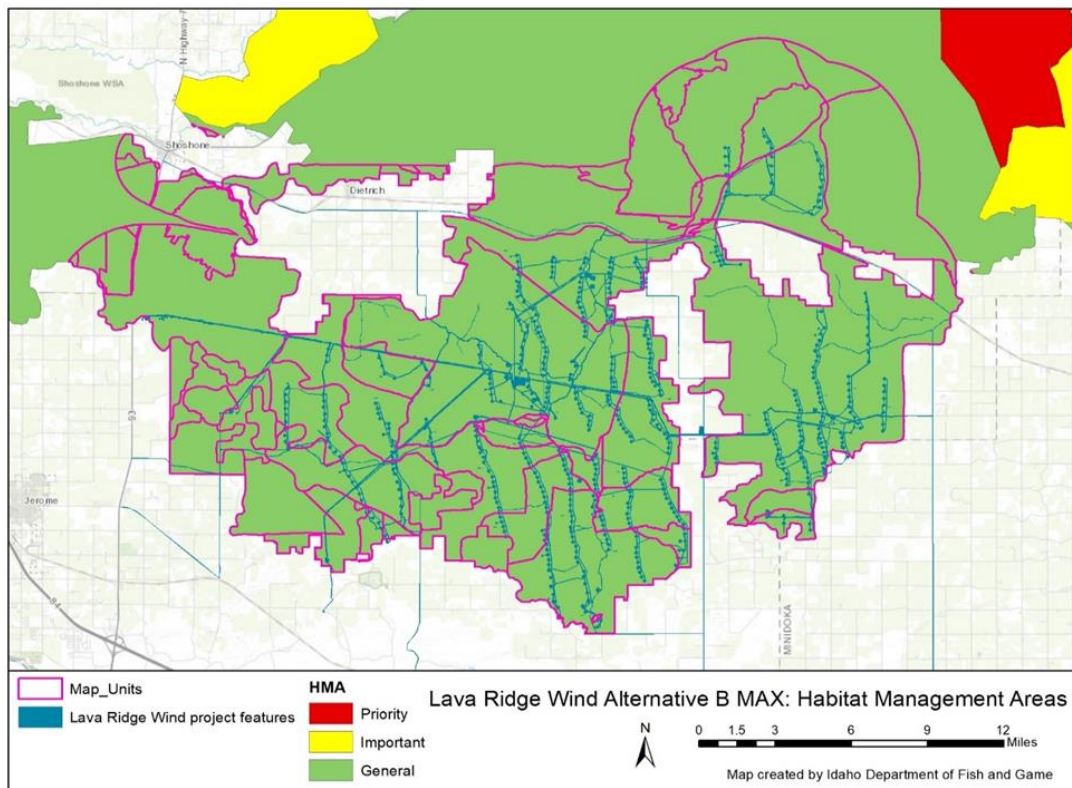 N Highway-
Shoshone WSA
Shoshone
Dietrich
93
Jerome
84
MINIDOKA
Map_Units
Lava Ridge Wind project features
HMA
Priority
Important
General
Lava Ridge Wind Alternative B MAX: Habitat Management Areas
N
0 1.5 3 6 9 12
Miles
Map created by Idaho Department of Fish and Game